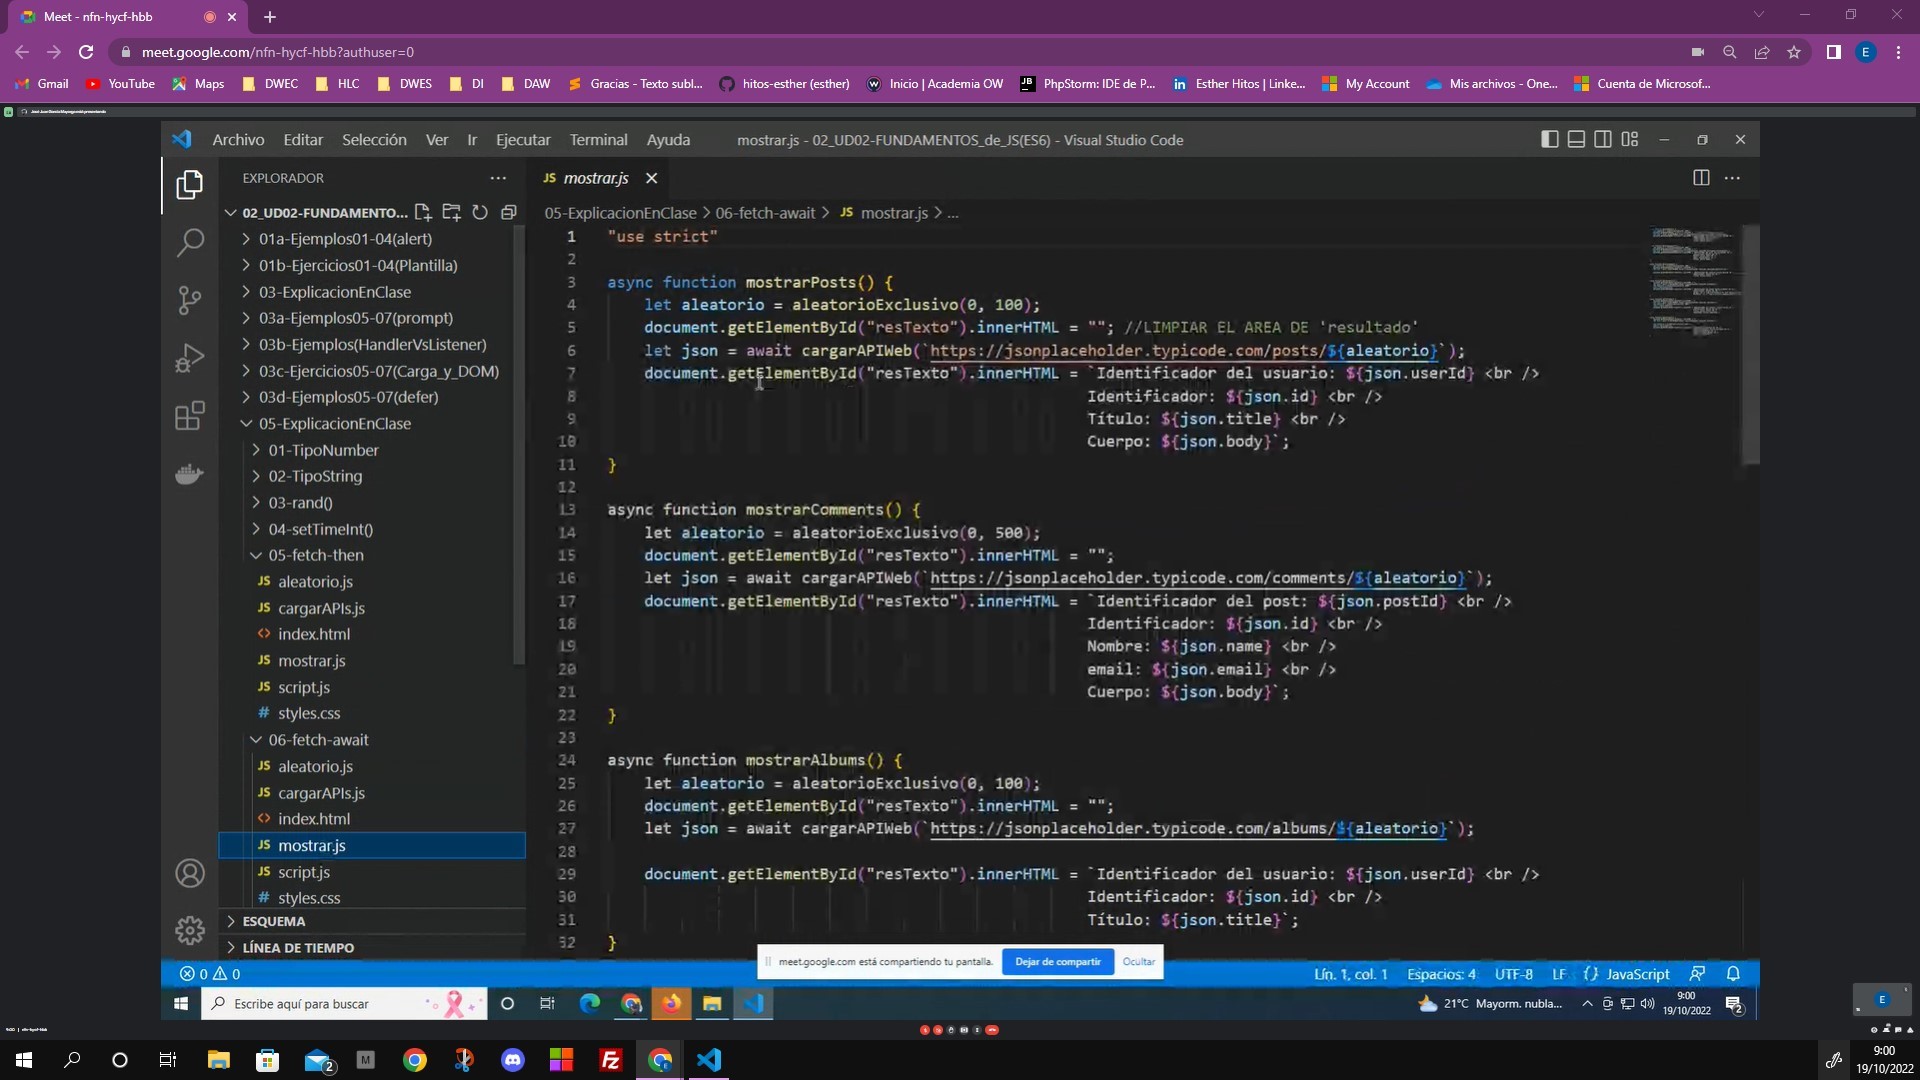 Meet - nfn-hycf-hbb
meet.google.com/nfn-hycf-hbb?authuser=0
E
Gmail YouTube Maps DWEC HLC DWES DI DAW Gracias - Texto subl... hitos-esther (esther) Inicio | Academia OW PhpStorm: IDE de P... Esther Hitos | Linke... My Account Mis archivos - One... Cuenta de Microsof...
Archivo Editar Selección Ver Ir Ejecutar Terminal Ayuda mostrar.js - 02_UD02-FUNDAMENTOS_de_JS(ES6) - Visual Studio Code
EXPLORADOR
02_UD02-FUNDAMENTO...
01a-Ejemplos01-04(alert)
01b-Ejercicios01-04(Plantilla)
03-ExplicacionEnClase
03a-Ejemplos05-07(prompt)
03b-Ejemplos(HandlerVsListener)
03c-Ejercicios05-07(Carga_y_DOM)
03d-Ejemplos05-07(defer)
05-ExplicacionEnClase
01-TipoNumber
02-TipoString
03-rand()
04-setTimeInt()
05-fetch-then
JS aleatorio.js
JS cargarAPIs.js
<> index.html
JS mostrar.js
JS script.js
# styles.css
06-fetch-await
JS aleatorio.js
JS cargarAPIs.js
<> index.html
JS mostrar.js
JS script.js
# styles.css
ESQUEMA
LÍNEA DE TIEMPO
JS mostrar.js
05-ExplicacionEnClase > 06-fetch-await > JS mostrar.js > ...
1 "use strict"
2
3 async function mostrarPosts() {
4 let aleatorio = aleatorioExclusivo(0, 100);
5 document.getElementById("resTexto").innerHTML = ""; //LIMPIAR EL AREA DE 'resultado'
6 let json = await cargarAPIWeb(`https://jsonplaceholder.typicode.com/posts/${aleatorio}`);
7 document.getElementById("resTexto").innerHTML = `Identificador del usuario: ${json.userId} <br />
8 Identificador: ${json.id} <br />
9 Título: ${json.title} <br />
10 Cuerpo: ${json.body}`;
11 }
12
13 async function mostrarComments() {
14 let aleatorio = aleatorioExclusivo(0, 500);
15 document.getElementById("resTexto").innerHTML = "";
16 let json = await cargarAPIWeb(`https://jsonplaceholder.typicode.com/comments/${aleatorio}`);
17 document.getElementById("resTexto").innerHTML = `Identificador del post: ${json.postId} <br />
18 Identificador: ${json.id} <br />
19 Nombre: ${json.name} <br />
20 email: ${json.email} <br />
21 Cuerpo: ${json.body}`;
22 }
23
24 async function mostrarAlbums() {
25 let aleatorio = aleatorioExclusivo(0, 100);
26 document.getElementById("resTexto").innerHTML = "";
27 let json = await cargarAPIWeb(`https://jsonplaceholder.typicode.com/albums/${aleatorio}`);
28
29 document.getElementById("resTexto").innerHTML = `Identificador del usuario: ${json.userId} <br />
30 Identificador: ${json.id} <br />
31 Título: ${json.title}`;
32 }
meet.google.com está compartiendo tu pantalla. Dejar de compartir Ocultar
0 0 Lín. 1, col. 1 Espacios: 4 UTF-8 LF {} JavaScript
Escribe aquí para buscar
21°C Mayorm. nubla...
9:00
19/10/2022
2
E
9:00 | nfn-hycf-hbb
2
M
Fz
9:00
19/10/2022